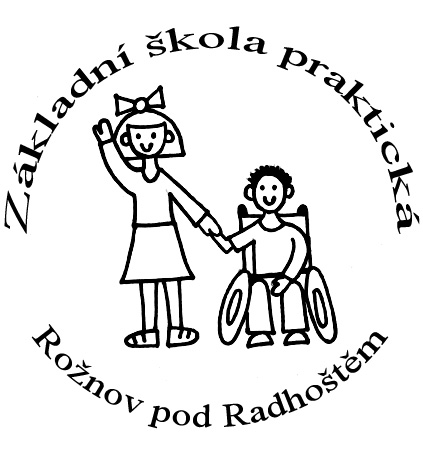 Základní škola praktická
Rožnov pod Radhoštěm